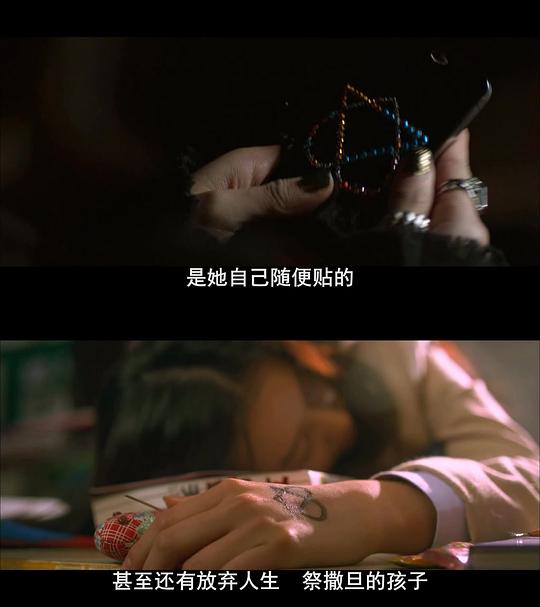 是她自己随便贴的
甚至还有放弃人生 祭撒旦的孩子